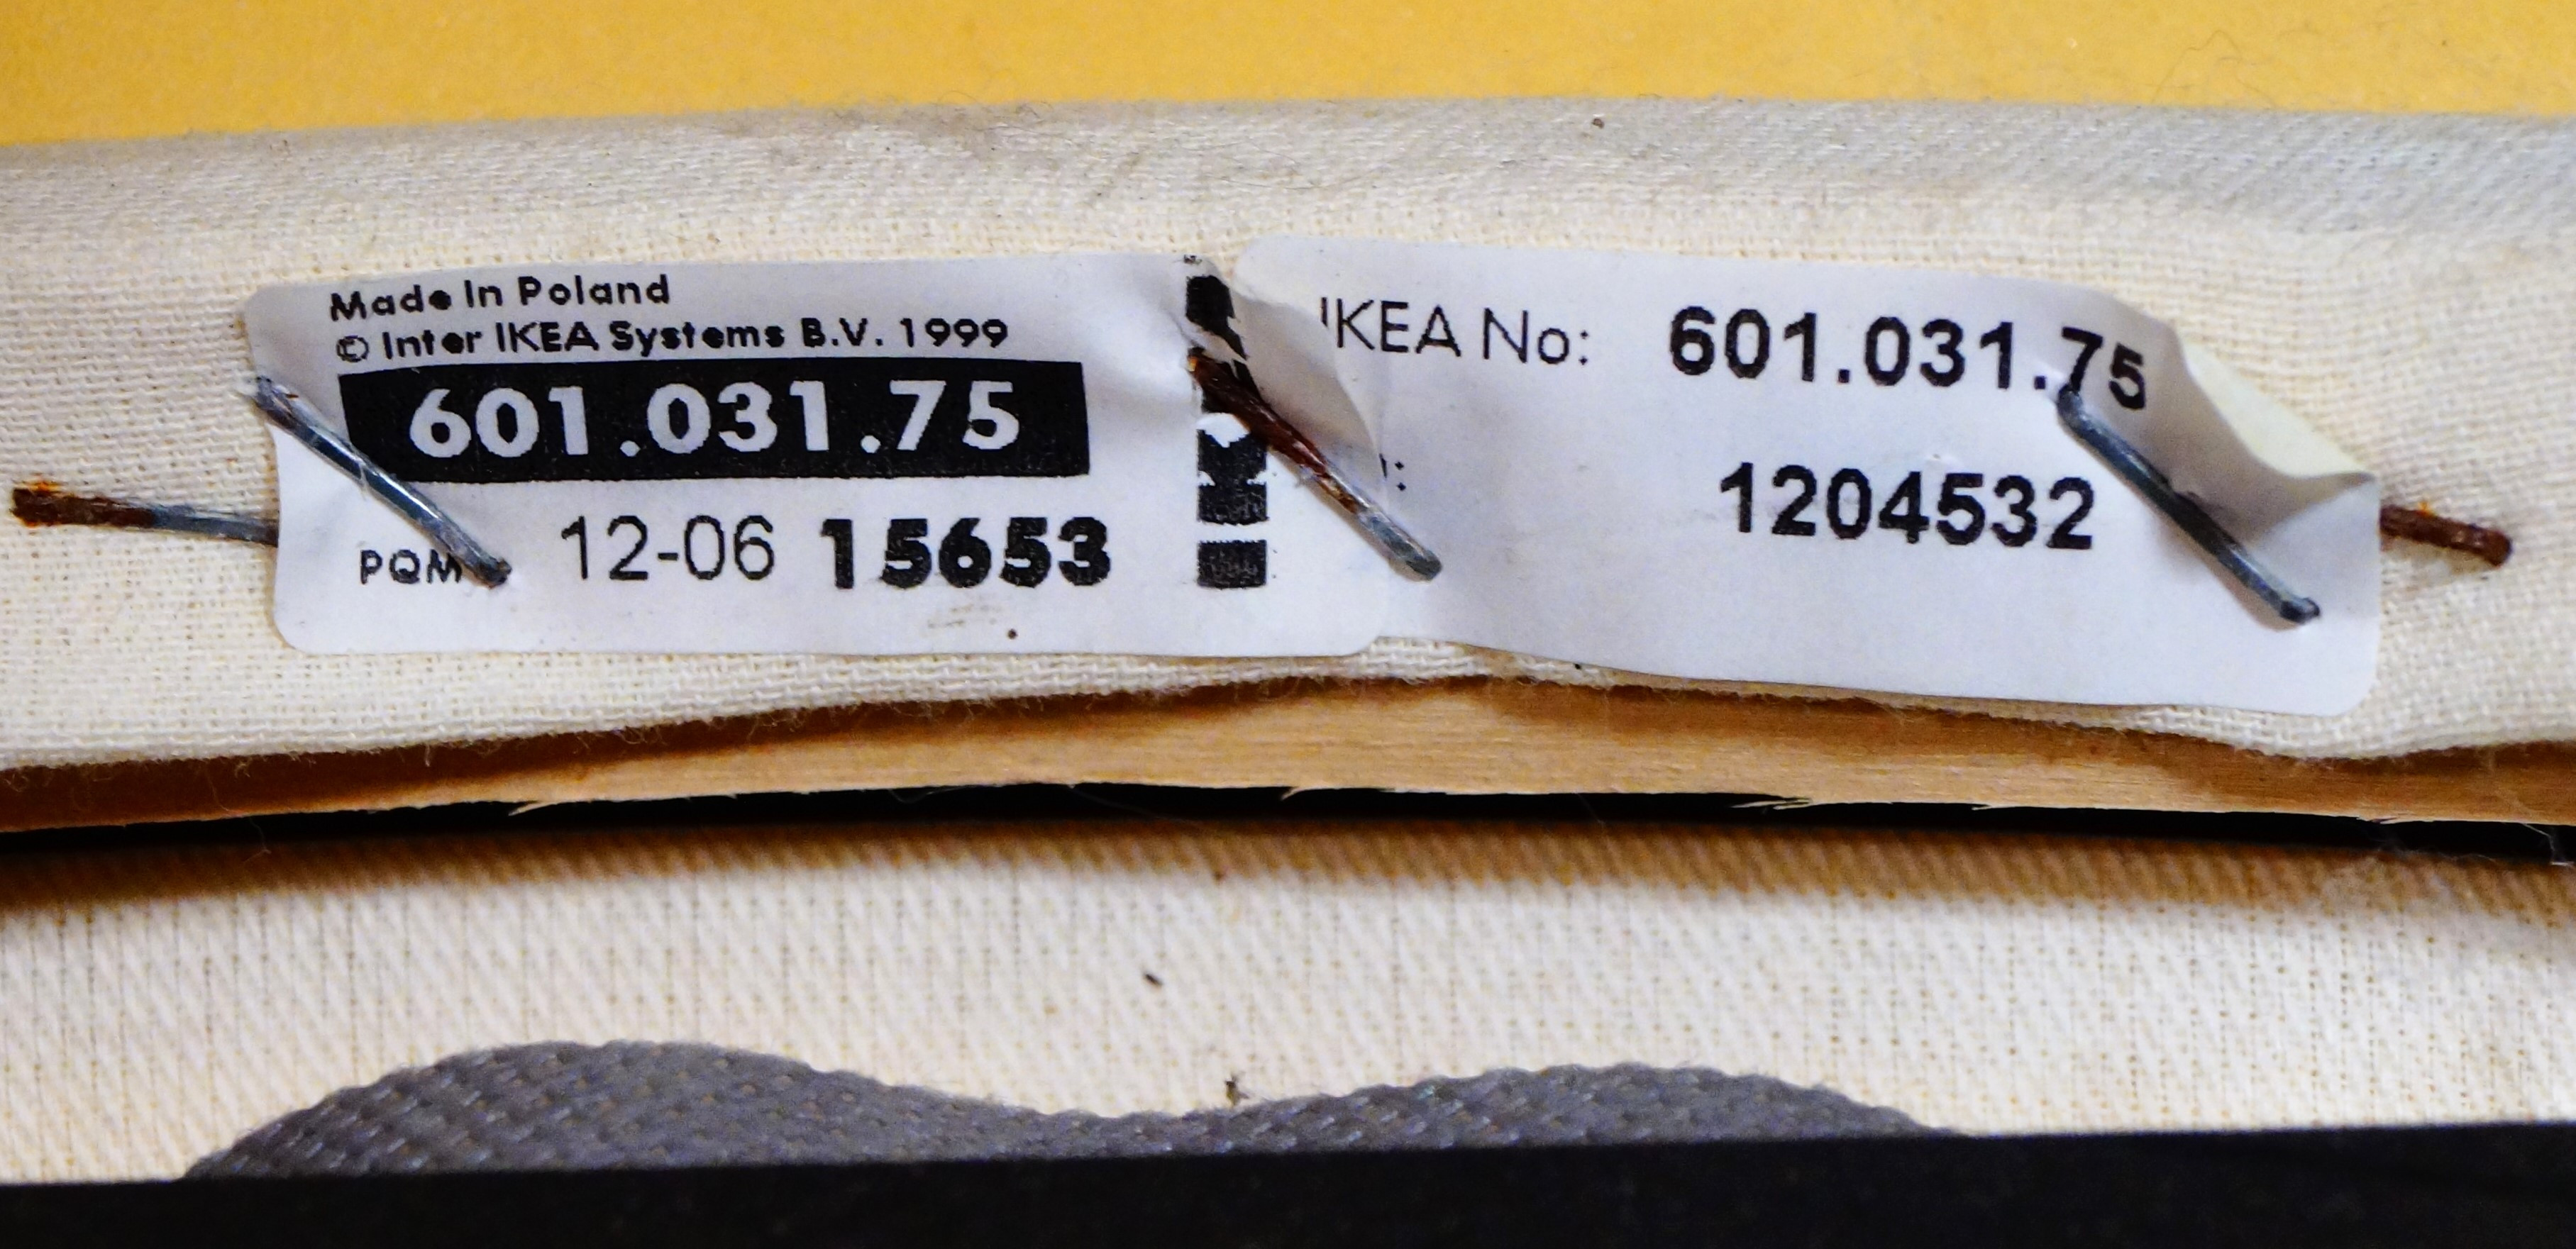 Made In Poland
© Inter IKEA Systems B.V. 1999
601.031.75
PQM 12-06 15653
IKEA No: 601.031.75
1204532